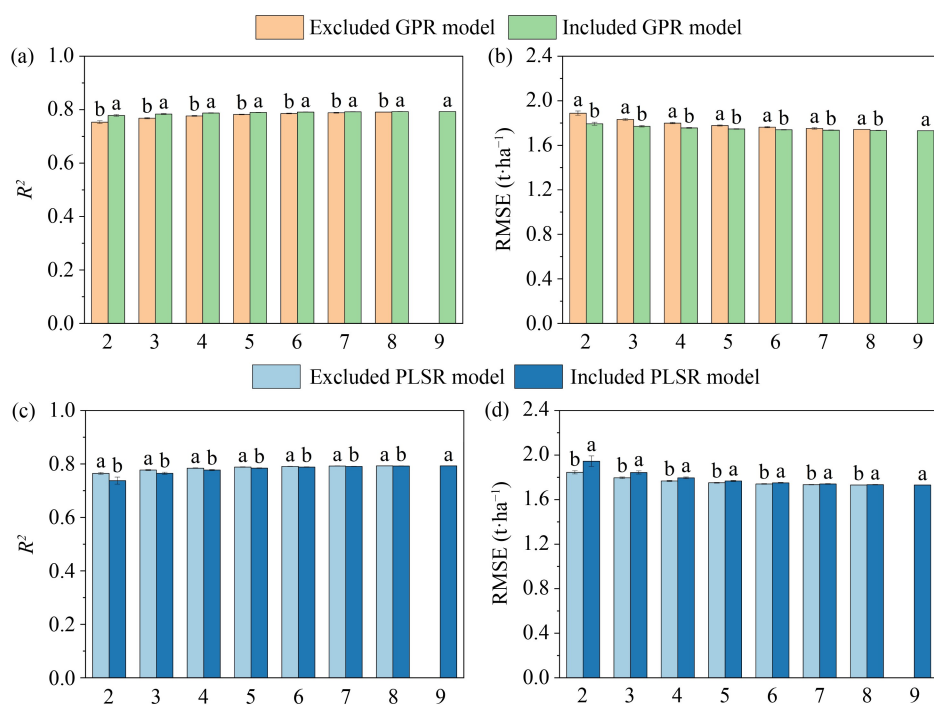 Excluded GPR model Included GPR model
(a)
1.0
0.8
0.6
0.4
0.2
0.0
R²
b a b a b a b a b a b a b a a
2 3 4 5 6 7 8 9
(b)
2.4
2.0
1.6
1.2
0.8
0.4
0.0
RMSE (t·ha⁻¹)
a b a b a b a b a b a b a b a
2 3 4 5 6 7 8 9
Excluded PLSR model Included PLSR model
(c)
1.0
0.8
0.6
0.4
0.2
0.0
R²
a b a b a b a b a b a b a b a
2 3 4 5 6 7 8 9
(d)
2.4
2.0
1.6
1.2
0.8
0.4
0.0
RMSE (t·ha⁻¹)
b a b a b a b a b a b a b a a
2 3 4 5 6 7 8 9